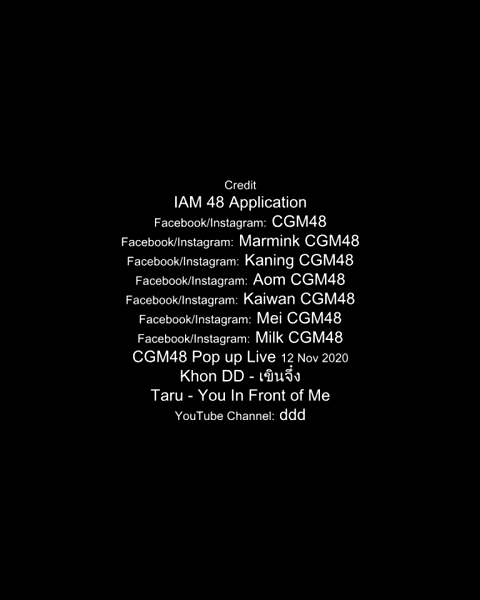 Credit
IAM 48 Application
Facebook/Instagram: CGM48
Facebook/Instagram: Marmink CGM48
Facebook/Instagram: Kaning CGM48
Facebook/Instagram: Aom CGM48
Facebook/Instagram: Kaiwan CGM48
Facebook/Instagram: Mei CGM48
Facebook/Instagram: Milk CGM48
CGM48 Pop up Live 12 Nov 2020
Khon DD - เขินจึ๋ง
Taru - You In Front of Me
YouTube Channel: ddd